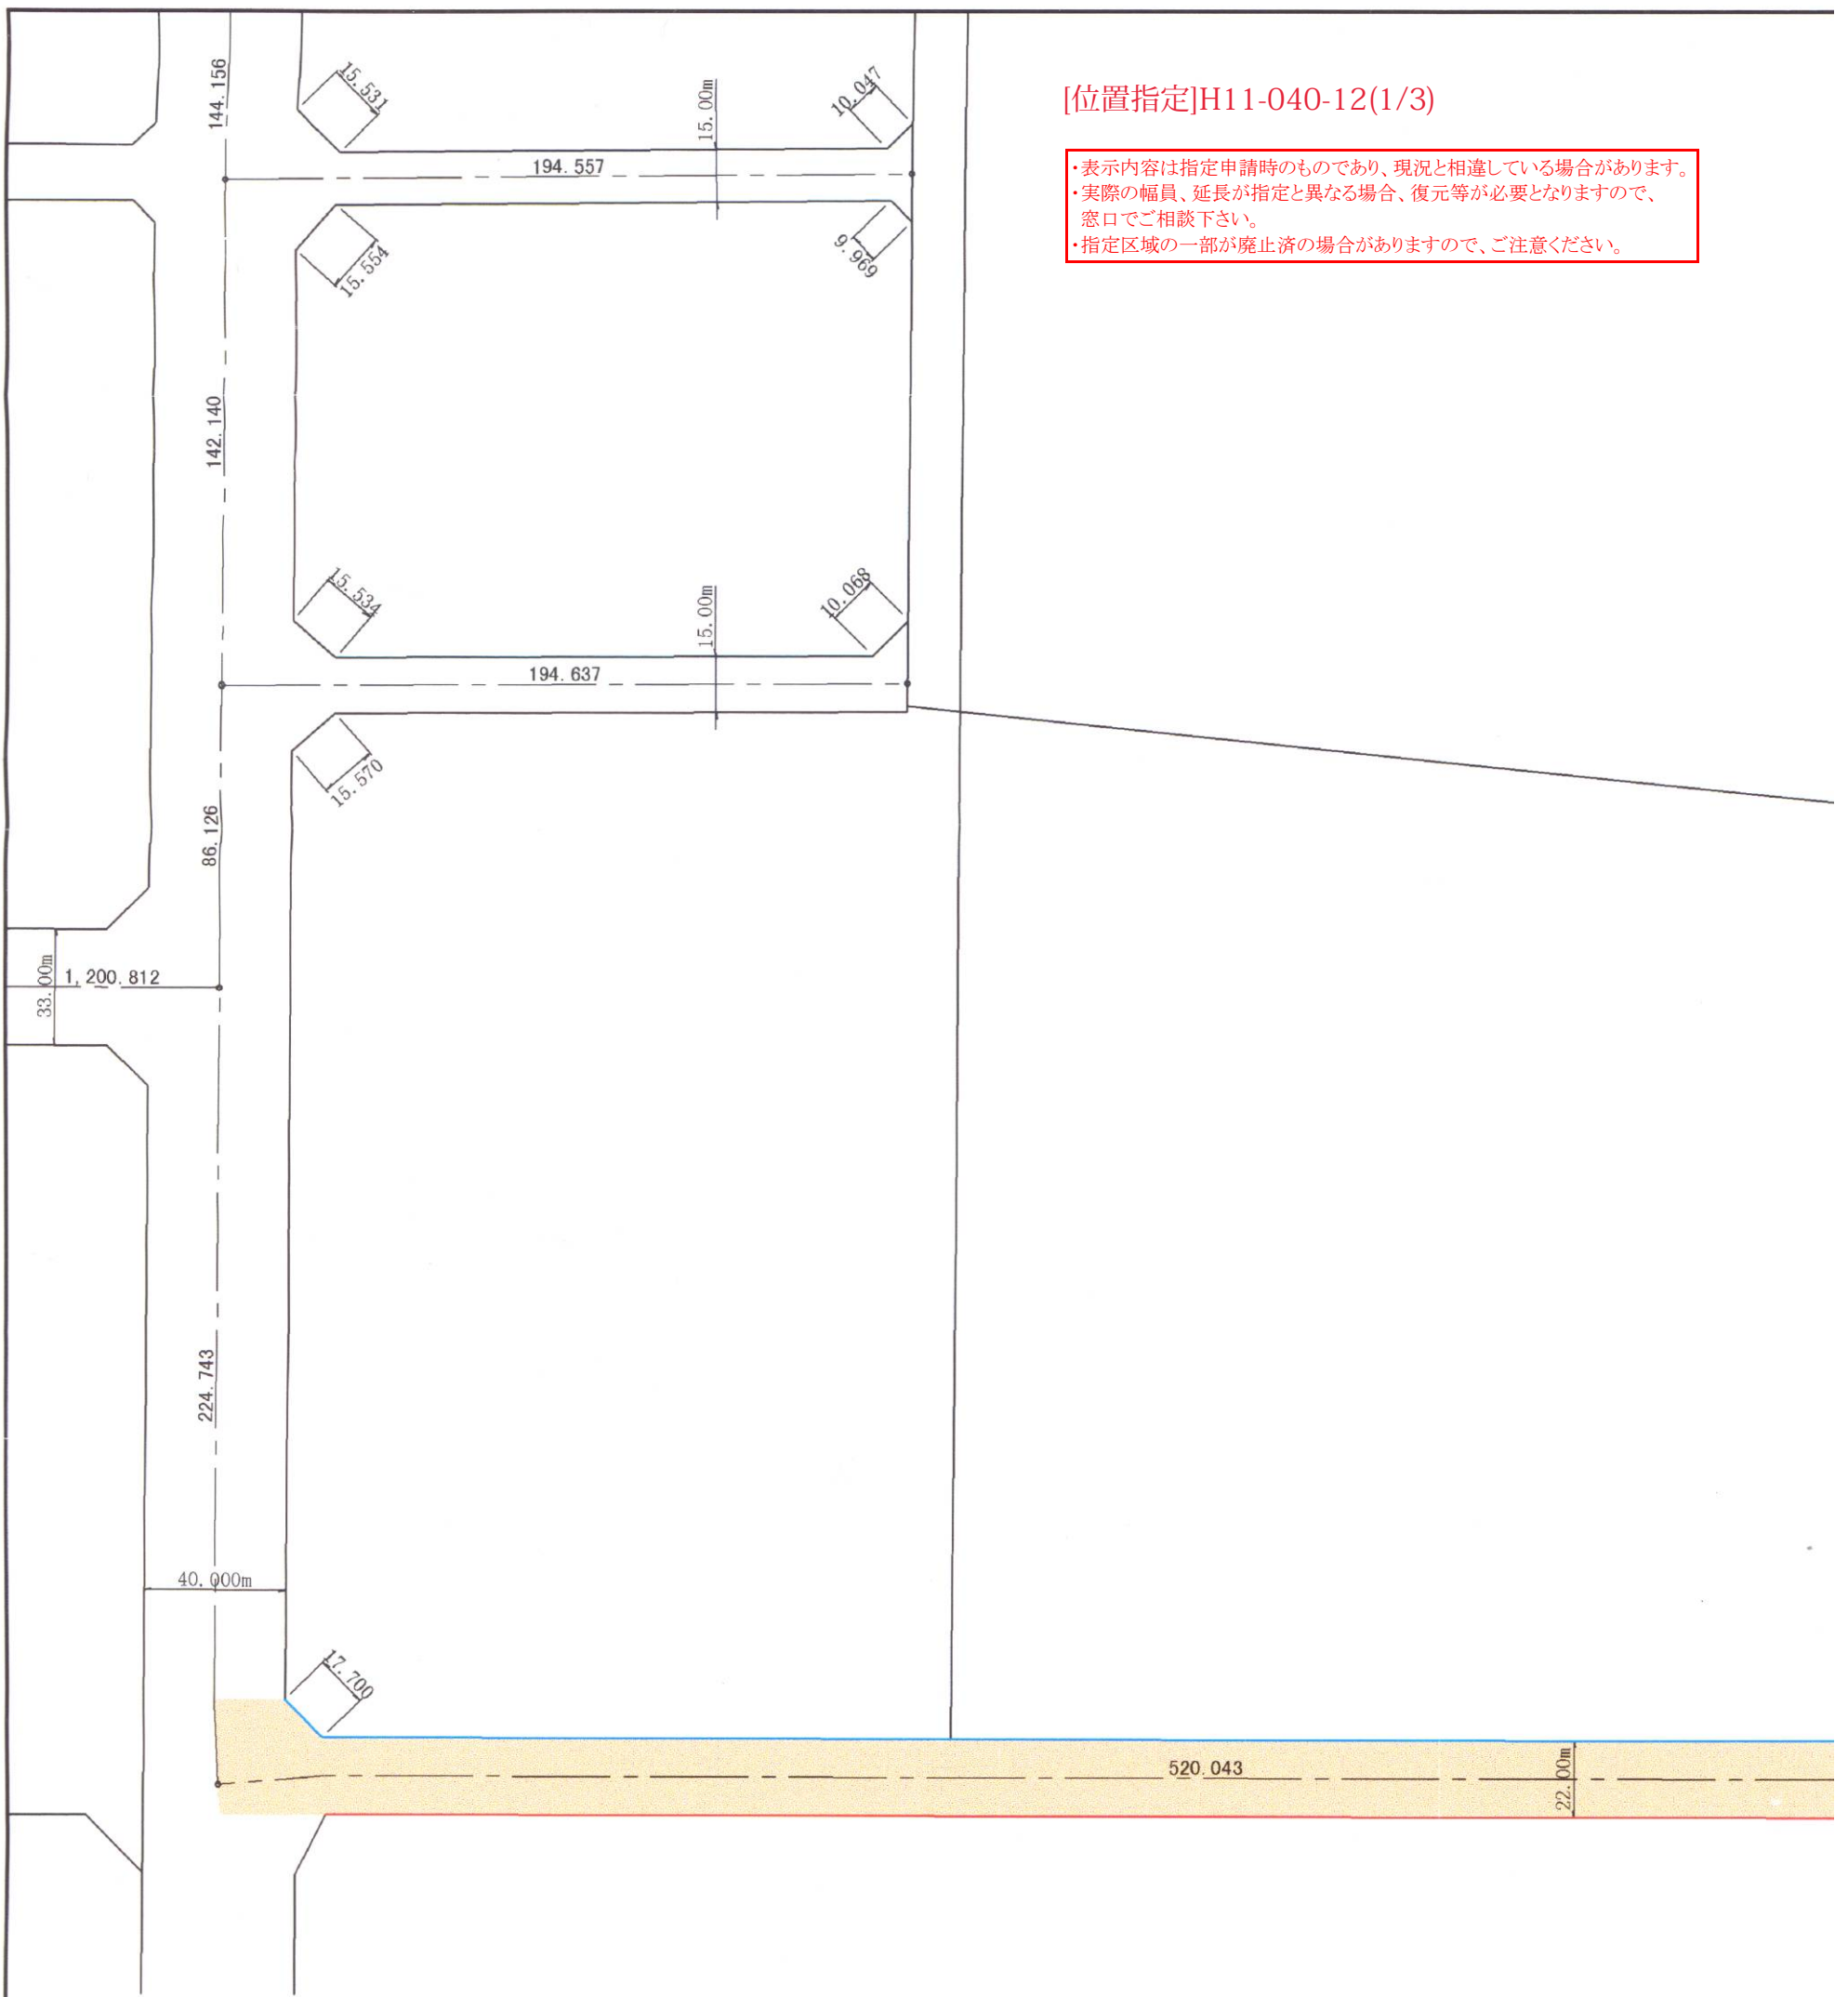 [位置指定]H11-040-12(1/3)
・表示内容は指定申請時のものであり、現況と相違している場合があります。
・実際の幅員、延長が指定と異なる場合、復元等が必要となりますので、
窓口でご相談下さい。
・指定区域の一部が廃止済の場合がありますので、ご注意ください。
144.156
15.531
15.00m
10.047
194.557
15.554
9.969
142.140
15.534
15.00m
10.068
194.637
15.570
86.126
33.00m
1,200.812
224.743
40.000m
17.700
520.043
22.00m